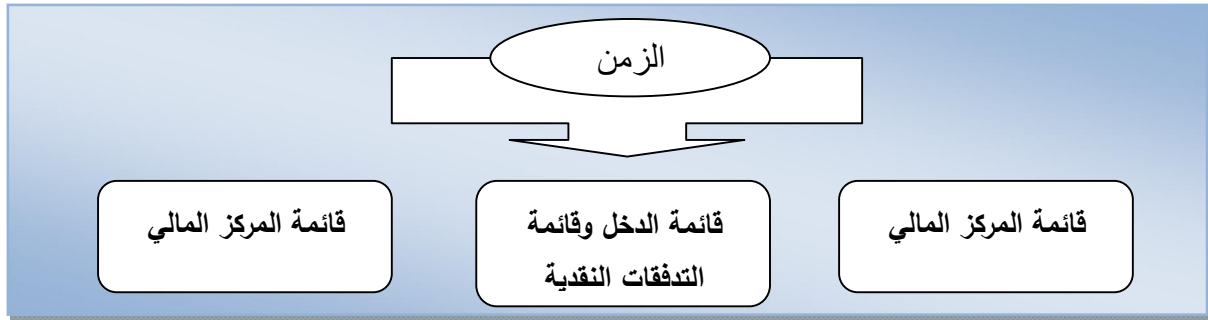 الزمن
قائمة المركز المالي
قائمة الدخل وقائمة
التدفقات النقدية
قائمة المركز المالي